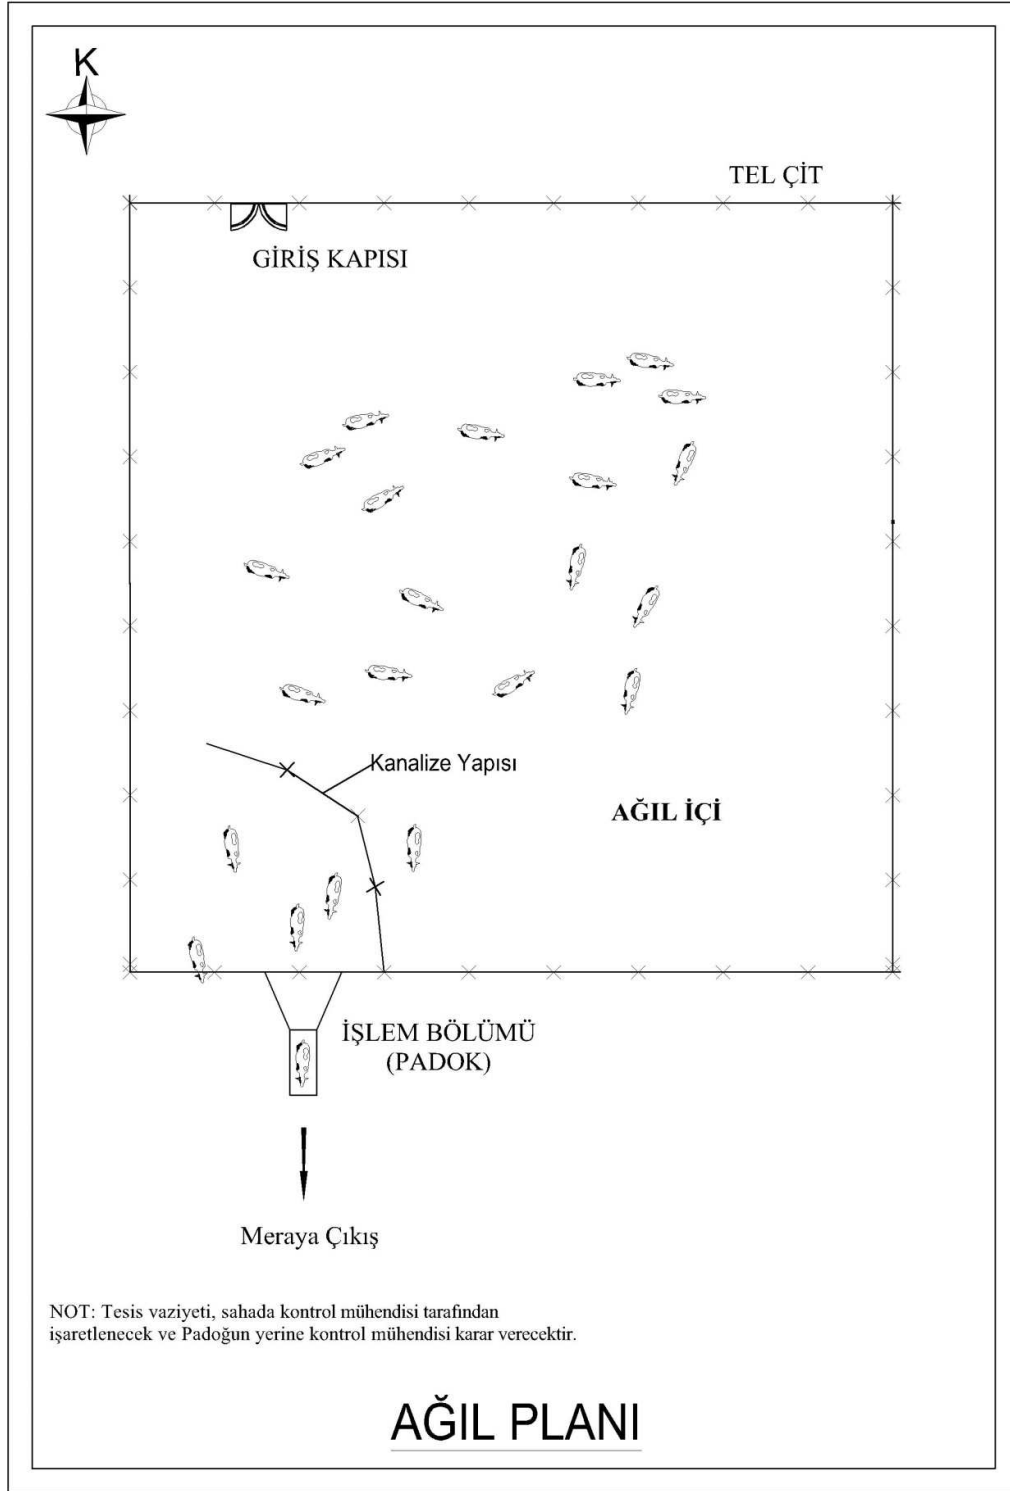 K
TEL ÇİT
GİRİŞ KAPISI
Kanalize Yapısı
AĞIL İÇİ
İŞLEM BÖLÜMÜ
(PADOK)
Meraya Çıkış
NOT: Tesis vaziyeti, sahada kontrol mühendisi tarafından
işaretlenecek ve Padoğun yerine kontrol mühendisi karar verecektir.
AĞIL PLANI